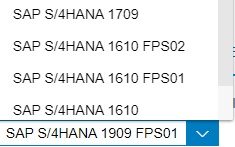 SAP S/4HANA 1709
SAP S/4HANA 1610 FPS02
SAP S/4HANA 1610 FPS01
SAP S/4HANA 1610
SAP S/4HANA 1909 FPS01